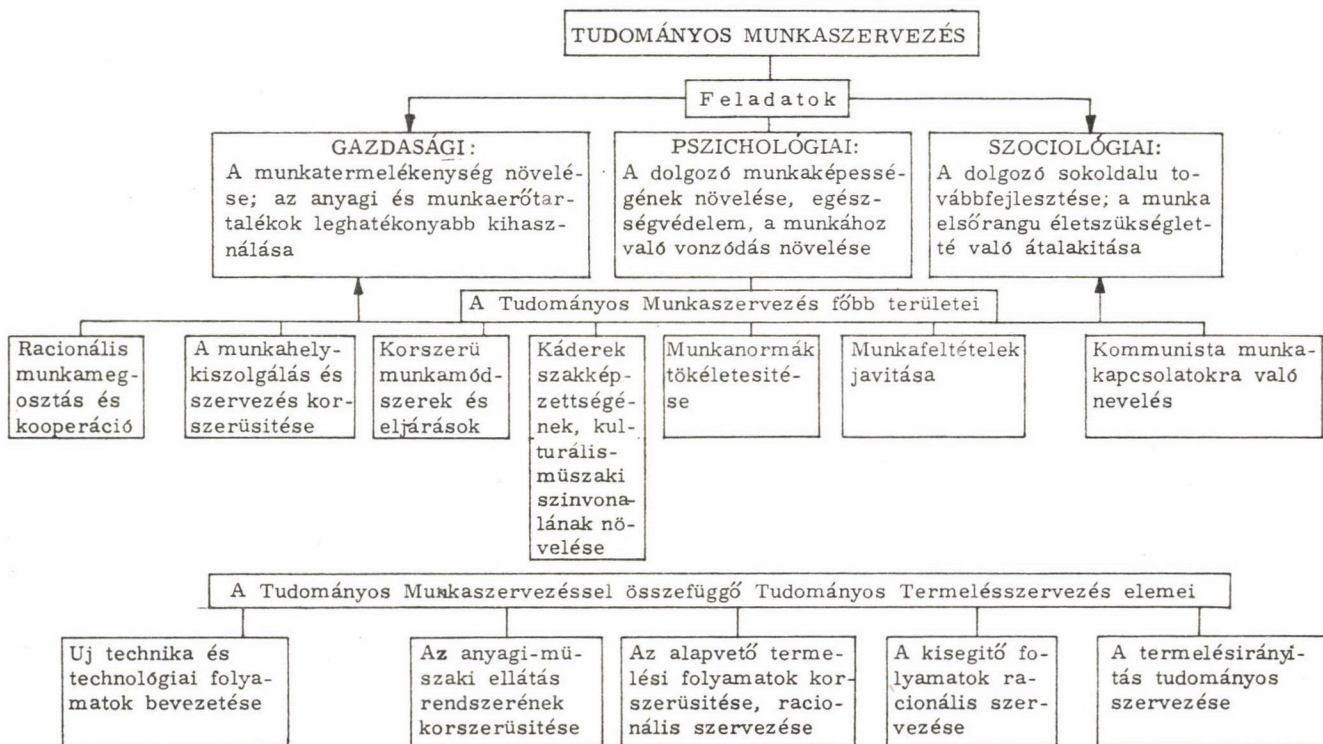 TUDOMÁNYOS MUNKASZERVEZÉS
Feladatok
GAZDASÁGI:
A munkatermelékenység növelé-
se; az anyagi és munkaerőtar-
talékok leghatékonyabb kihasz-
nálása
PSZICHOLÓGIAI:
A dolgozó munkaképessé-
gének növelése, egész-
ségvédelem, a munkához
való vonzódás növelése
SZOCIOLÓGIAI:
A dolgozó sokoldalu to-
vábbfejlesztése; a munka
elsőrangu életszükséglet-
té való átalakitása
A Tudományos Munkaszervezés főbb területei
Racionális
munkameg-
osztás és
kooperáció
A munkahely-
kiszolgálás és
szervezés kor-
szerüsitése
Korszerü
munkamód-
szerek és
eljárások
Káderek
szakkép-
zettségé-
nek, kul-
turális-
müszaki
szinvona-
lának nö-
velése
Munkanormák
tökéletesité-
se
Munkafeltételek
javitása
Kommunista munka-
kapcsolatokra való
nevelés
A Tudományos Munkaszervezéssel összefüggő Tudományos Termelésszervezés elemei
Uj technika és
technológiai folya-
matok bevezetése
Az anyagi-mü-
szaki ellátás
rendszerének
korszerüsitése
Az alapvető terme-
lési folyamatok kor-
szerüsitése, racio-
nális szervezése
A kisegitő fo-
lyamatok ra-
cionális szer-
vezése
A termelésirányi-
tás tudományos
szervezése